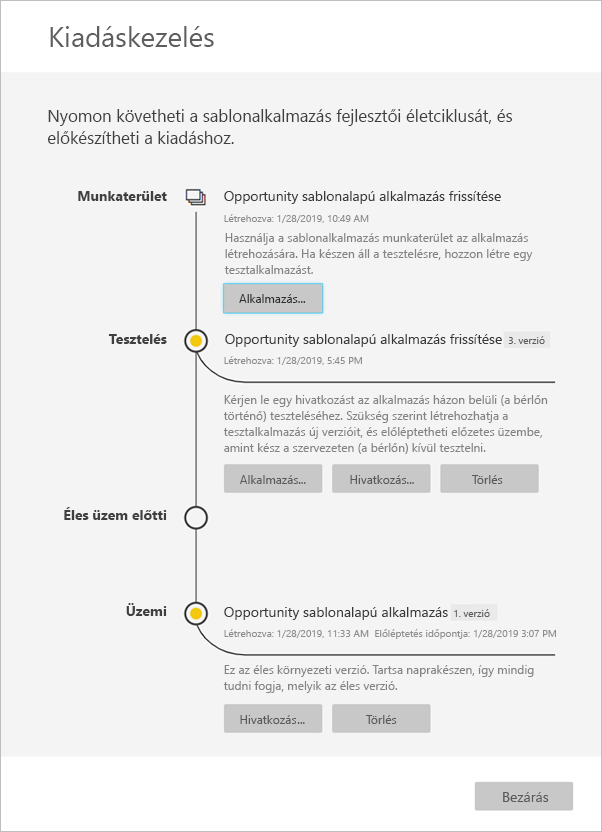 Kiadáskezelés
Nyomon követheti a sablonalkalmazás fejlesztői életciklusát, és
előkészítheti a kiadáshoz.
Munkaterület
Opportunity sablonalapú alkalmazás frissítése
Létrehozva: 1/28/2019, 10:49 AM
Használja a sablonalkalmazás munkaterület az alkalmazás
létrehozására. Ha készen áll a tesztelésre, hozzon létre egy
tesztalkalmazást.
Alkalmazás...
Tesztelés
Opportunity sablonalapú alkalmazás frissítése 3. verzió
Létrehozva: 1/28/2019, 5:45 PM
Kérjen le egy hivatkozást az alkalmazás házon belüli (a bérlőn
történő) teszteléséhez. Szükség szerint létrehozhatja a
tesztalkalmazás új verzióit, és előléptetheti előzetes üzembe,
amint kész a szervezeten (a bérlőn) kívül tesztelni.
Alkalmazás... Hivatkozás... Törlés
Éles üzem előtti
Üzemi
Opportunity sablonalapú alkalmazás 1. verzió
Létrehozva: 1/28/2019, 11:33 AM Előléptetés időpontja: 1/28/2019 3:07 PM
Ez az éles környezeti verzió. Tartsa naprakészen, így mindig
tudni fogja, melyik az éles verzió.
Hivatkozás... Törlés
Bezárás